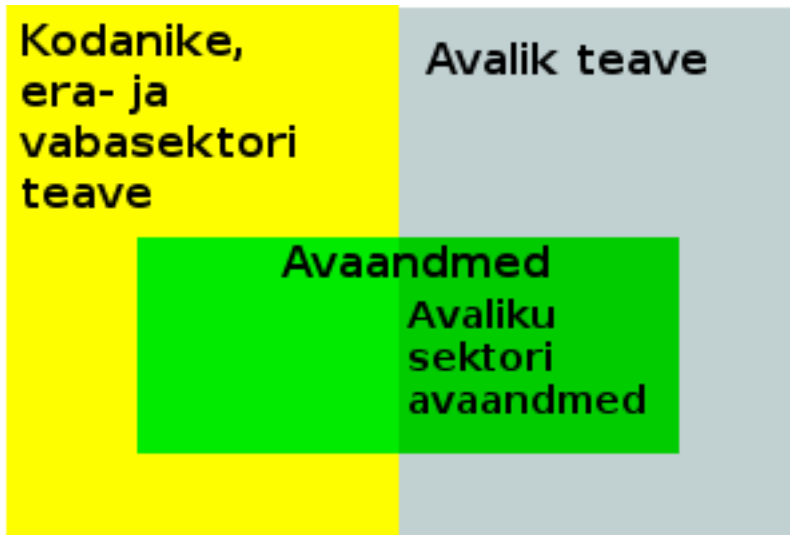 Kodanike,
era- ja
vabasektori
teave
Avalik teave
Avaandmed
Avaliku
sektori
avaandmed